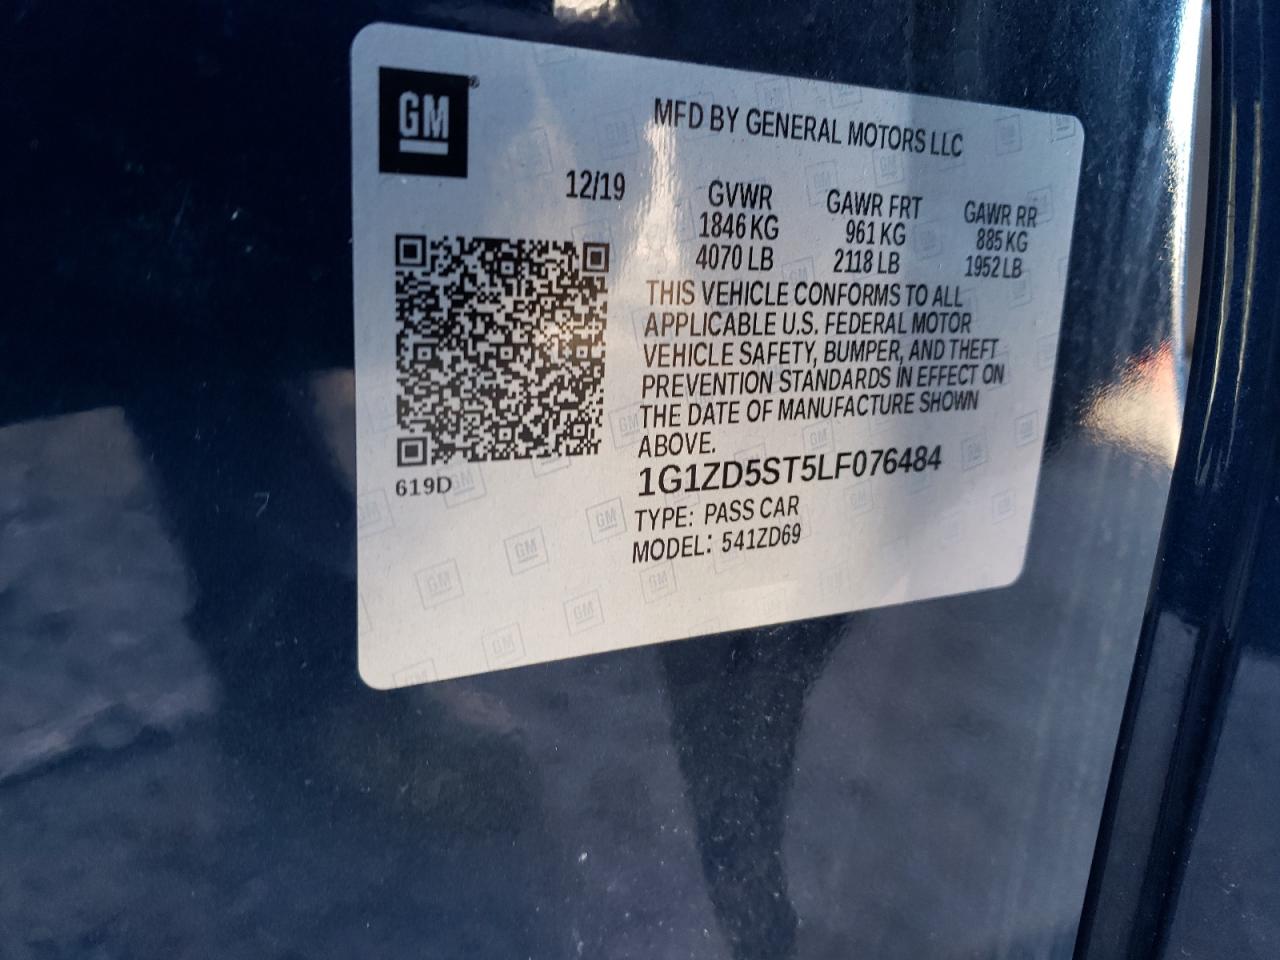 GM
MFD BY GENERAL MOTORS LLC
12/19
GVWR GAWR FRT GAWR RR
1846 KG 961 KG 885 KG
4070 LB 2118 LB 1952 LB
THIS VEHICLE CONFORMS TO ALL
APPLICABLE U.S. FEDERAL MOTOR
VEHICLE SAFETY, BUMPER, AND THEFT
PREVENTION STANDARDS IN EFFECT ON
THE DATE OF MANUFACTURE SHOWN
ABOVE.
1G1ZD5ST5LF076484
619D
TYPE: PASS CAR
MODEL: 541ZD69